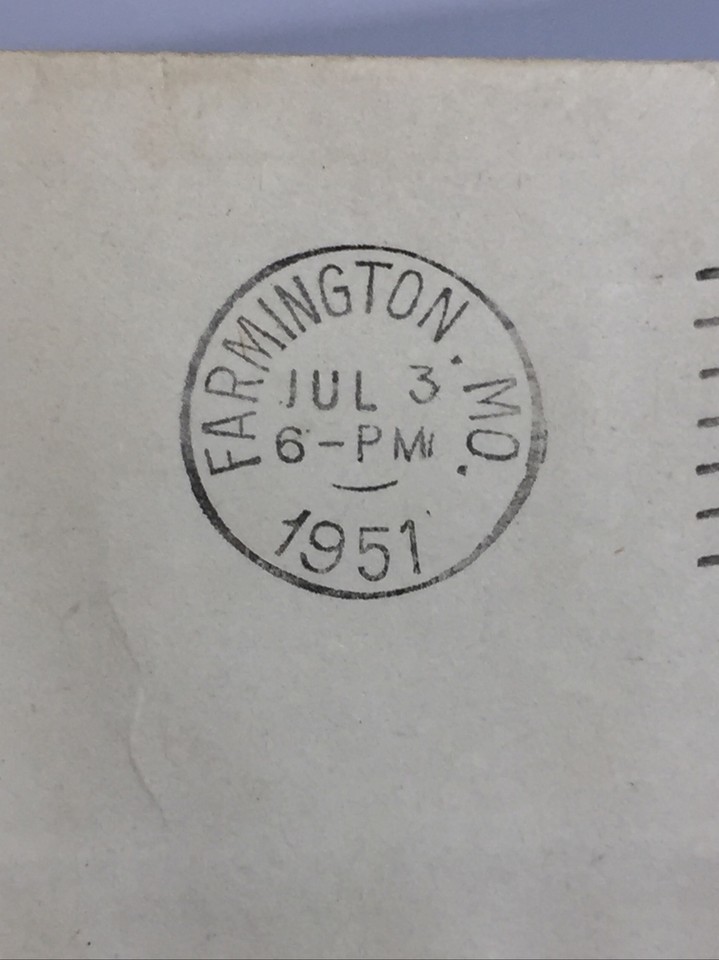 FARMINGTON. MO.
JUL 3
6-PM
1951